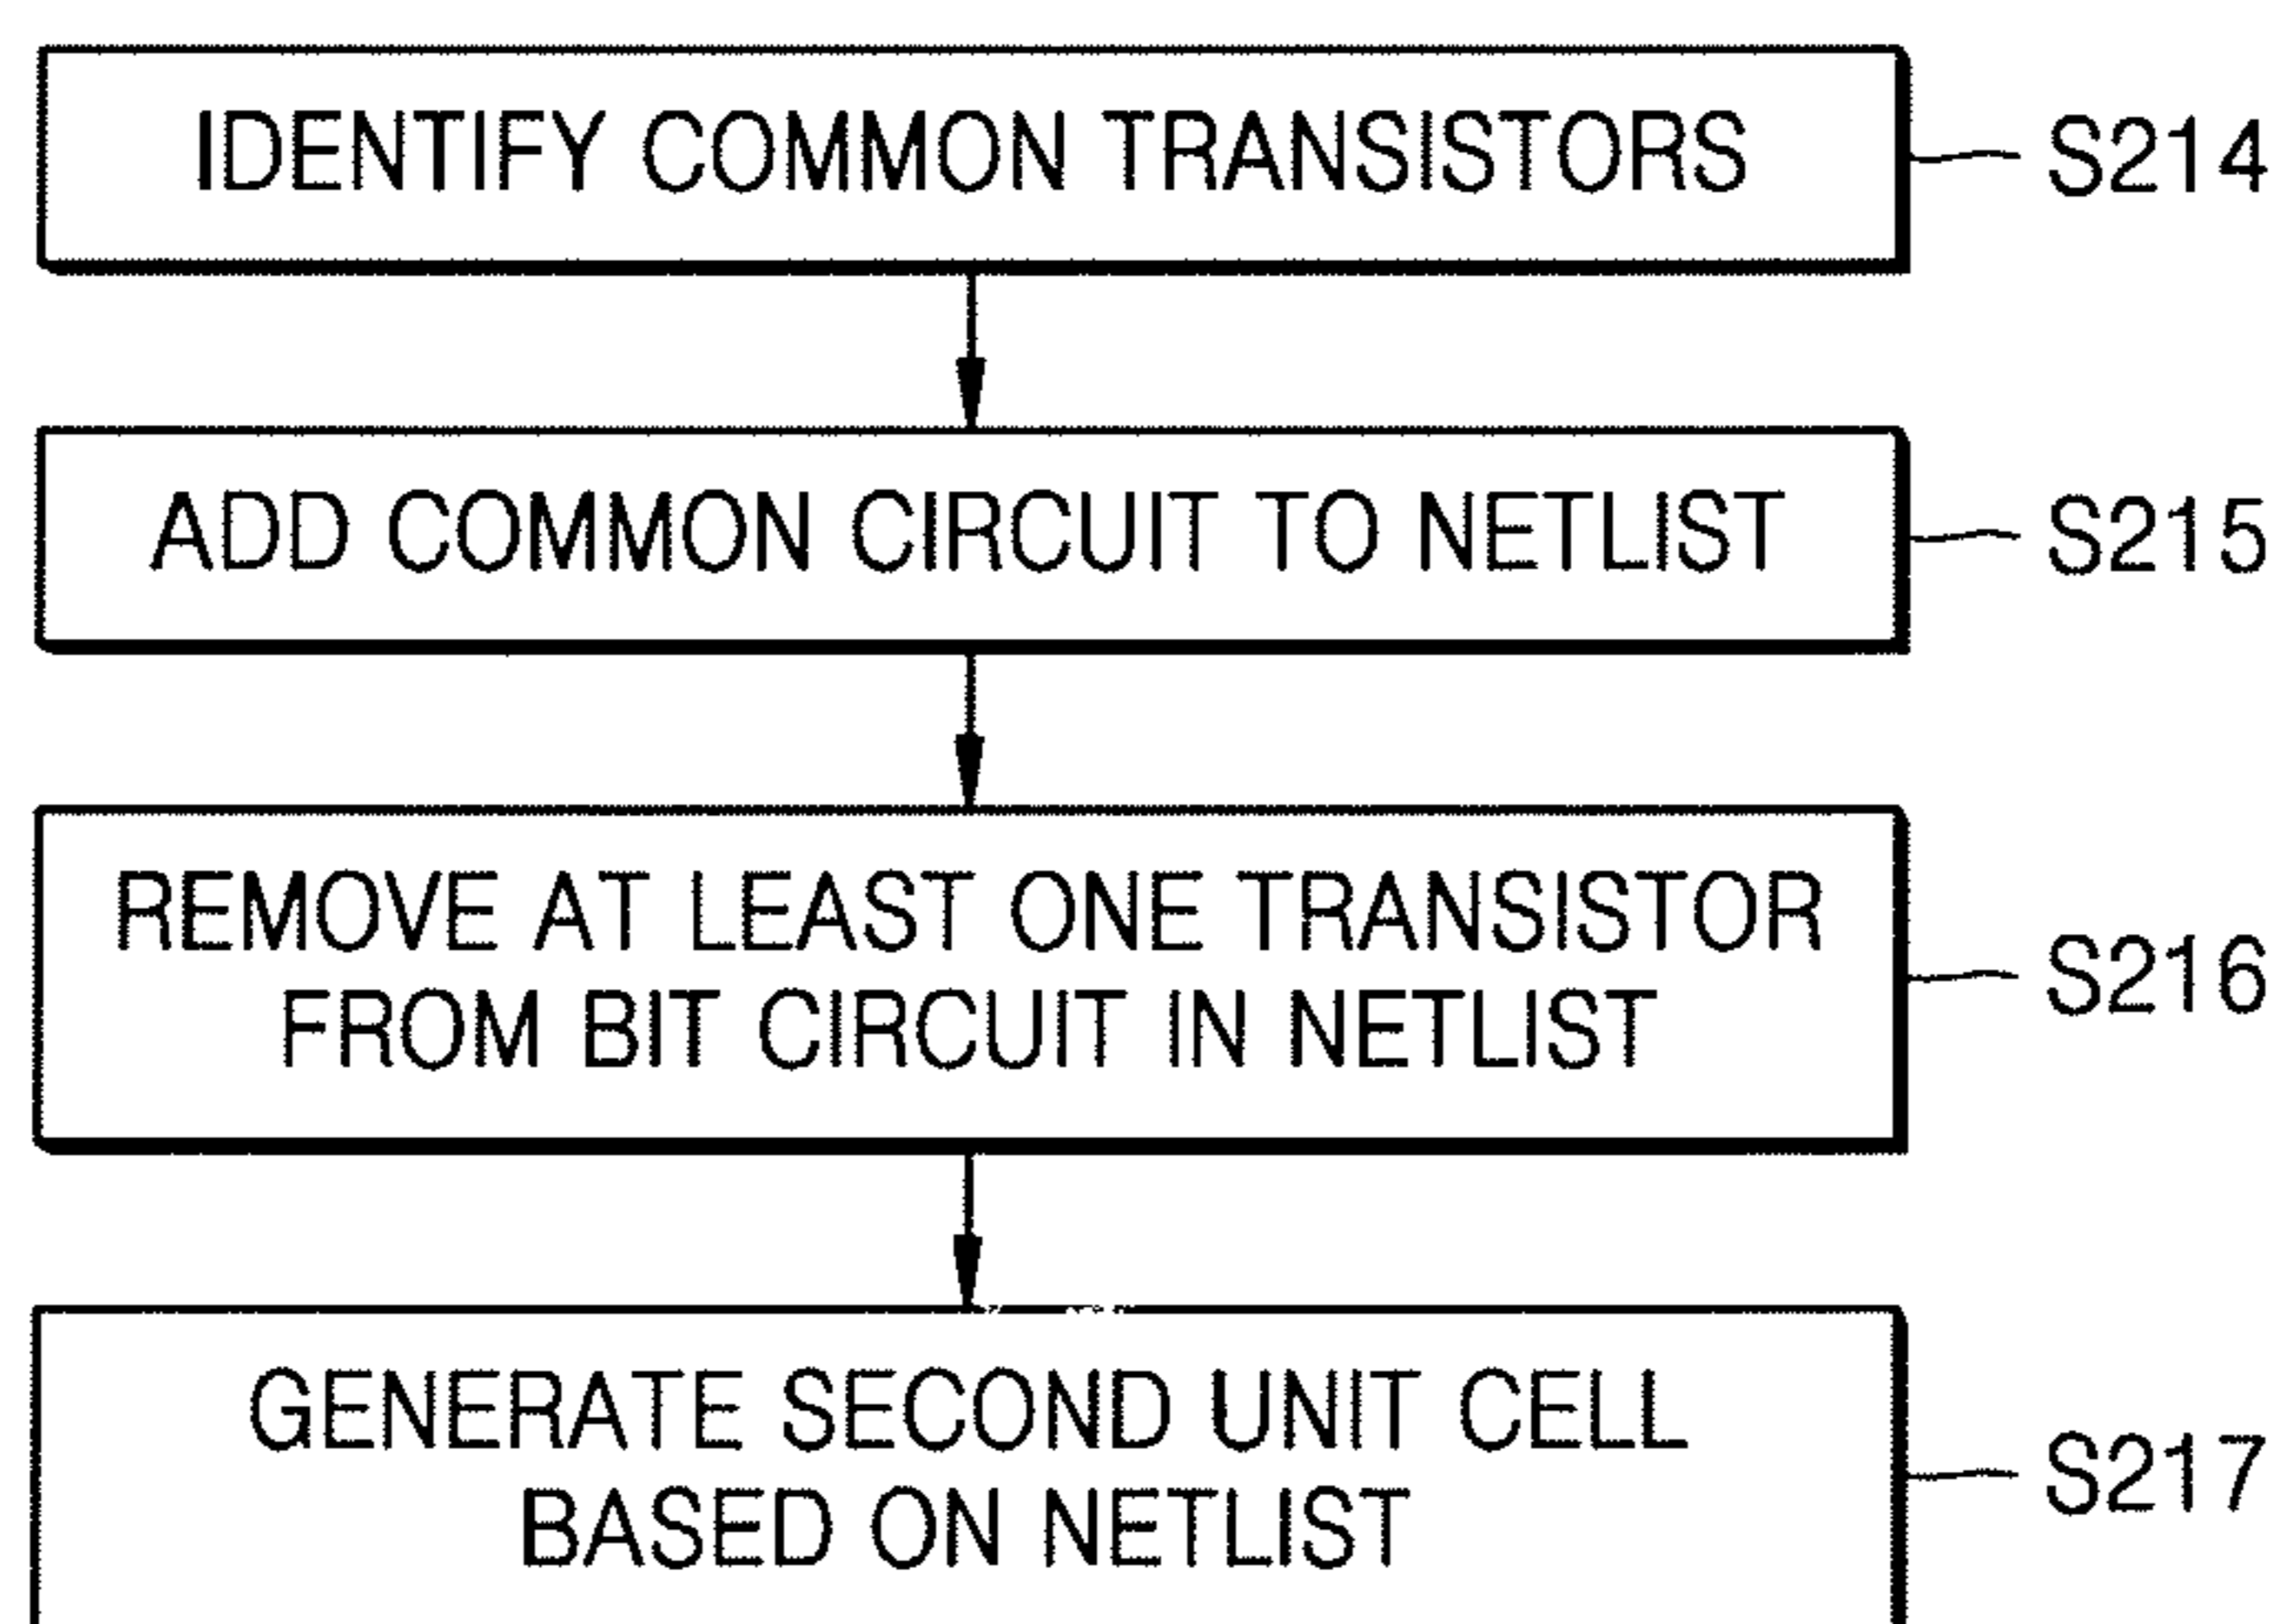 IDENTIFY COMMON TRANSISTORS
S214
ADD COMMON CIRCUIT TO NETLIST
S215
REMOVE AT LEAST ONE TRANSISTOR
FROM BIT CIRCUIT IN NETLIST
S216
GENERATE SECOND UNIT CELL
BASED ON NETLIST
S217